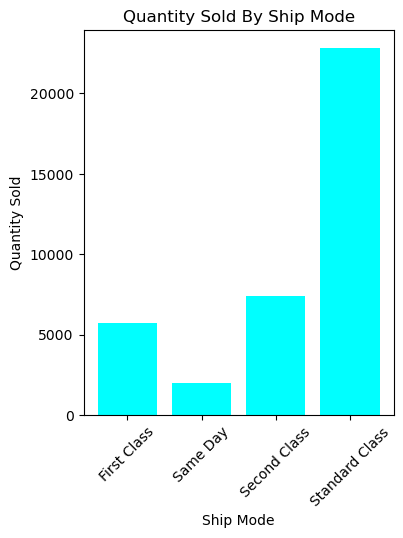 Quantity Sold By Ship Mode
Quantity Sold
20000
15000
10000
5000
0
First Class
Same Day
Second Class
Standard Class
Ship Mode